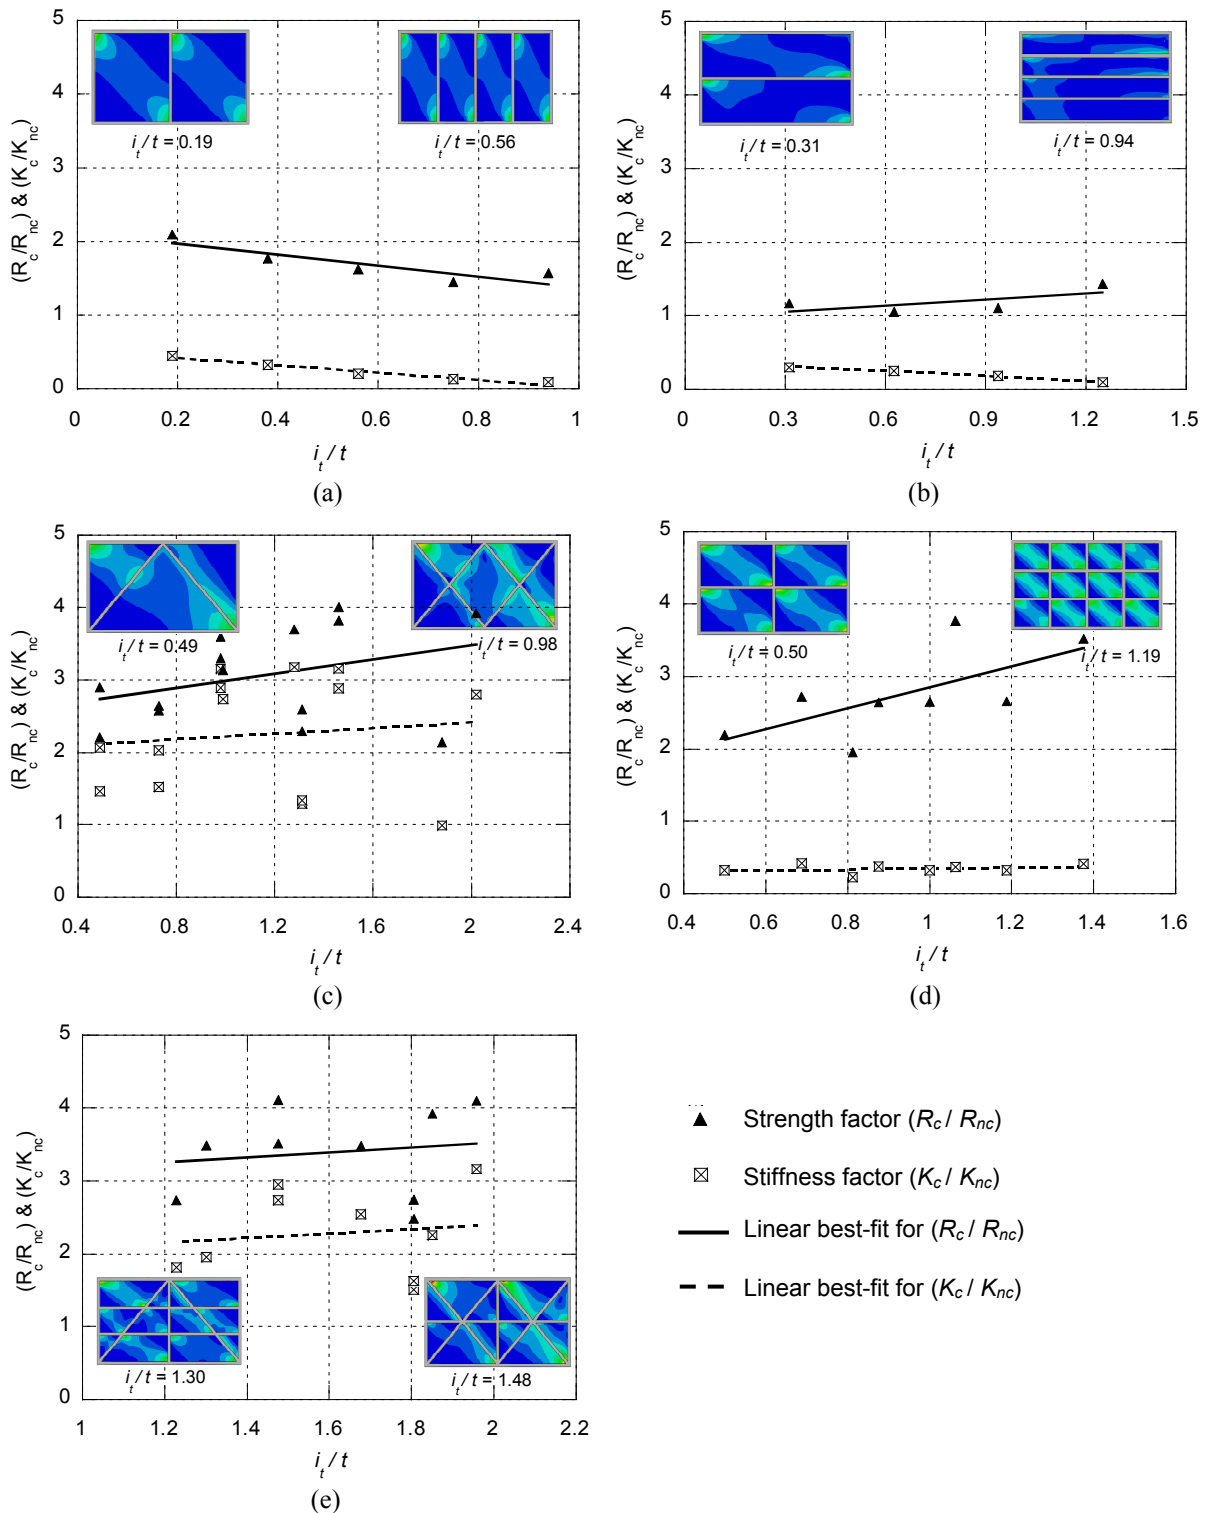 5
4
3
2
1
0
(R_c/R_nc) & (K_c/K_nc)
i_t/t = 0.19
i_t/t = 0.56
0 0.2 0.4 0.6 0.8 1
i_t / t
(a)
5
4
3
2
1
0
(R_c/R_nc) & (K_c/K_nc)
i_t/t = 0.31
i_t/t = 0.94
0 0.3 0.6 0.9 1.2 1.5
i_t / t
(b)
5
4
3
2
1
0
(R_c/R_nc) & (K_c/K_nc)
i_t/t = 0.49
i_t/t = 0.98
0.4 0.8 1.2 1.6 2 2.4
i_t / t
(c)
5
4
3
2
1
0
(R_c/R_nc) & (K_c/K_nc)
i_t/t = 0.50
i_t/t = 1.19
0.4 0.6 0.8 1 1.2 1.4 1.6
i_t / t
(d)
5
4
3
2
1
0
(R_c/R_nc) & (K_c/K_nc)
i_t/t = 1.30
i_t/t = 1.48
1 1.2 1.4 1.6 1.8 2 2.2
i_t / t
(e)
Strength factor (R_c / R_nc)
Stiffness factor (K_c / K_nc)
Linear best-fit for (R_c / R_nc)
Linear best-fit for (K_c / K_nc)